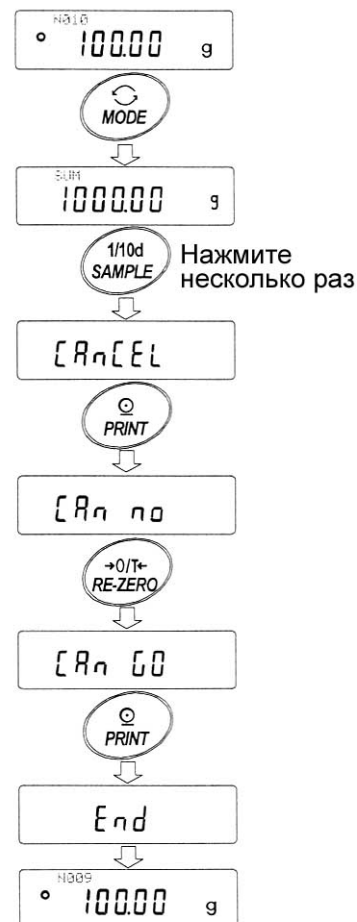 N010
100.00 g
MODE
SUM
1000.00 g
1/10d
SAMPLE
Нажмите
несколько раз
CAnCEL
PRINT
CAn no
→0/T←
RE-ZERO
CAn GO
PRINT
End
N009
100.00 g